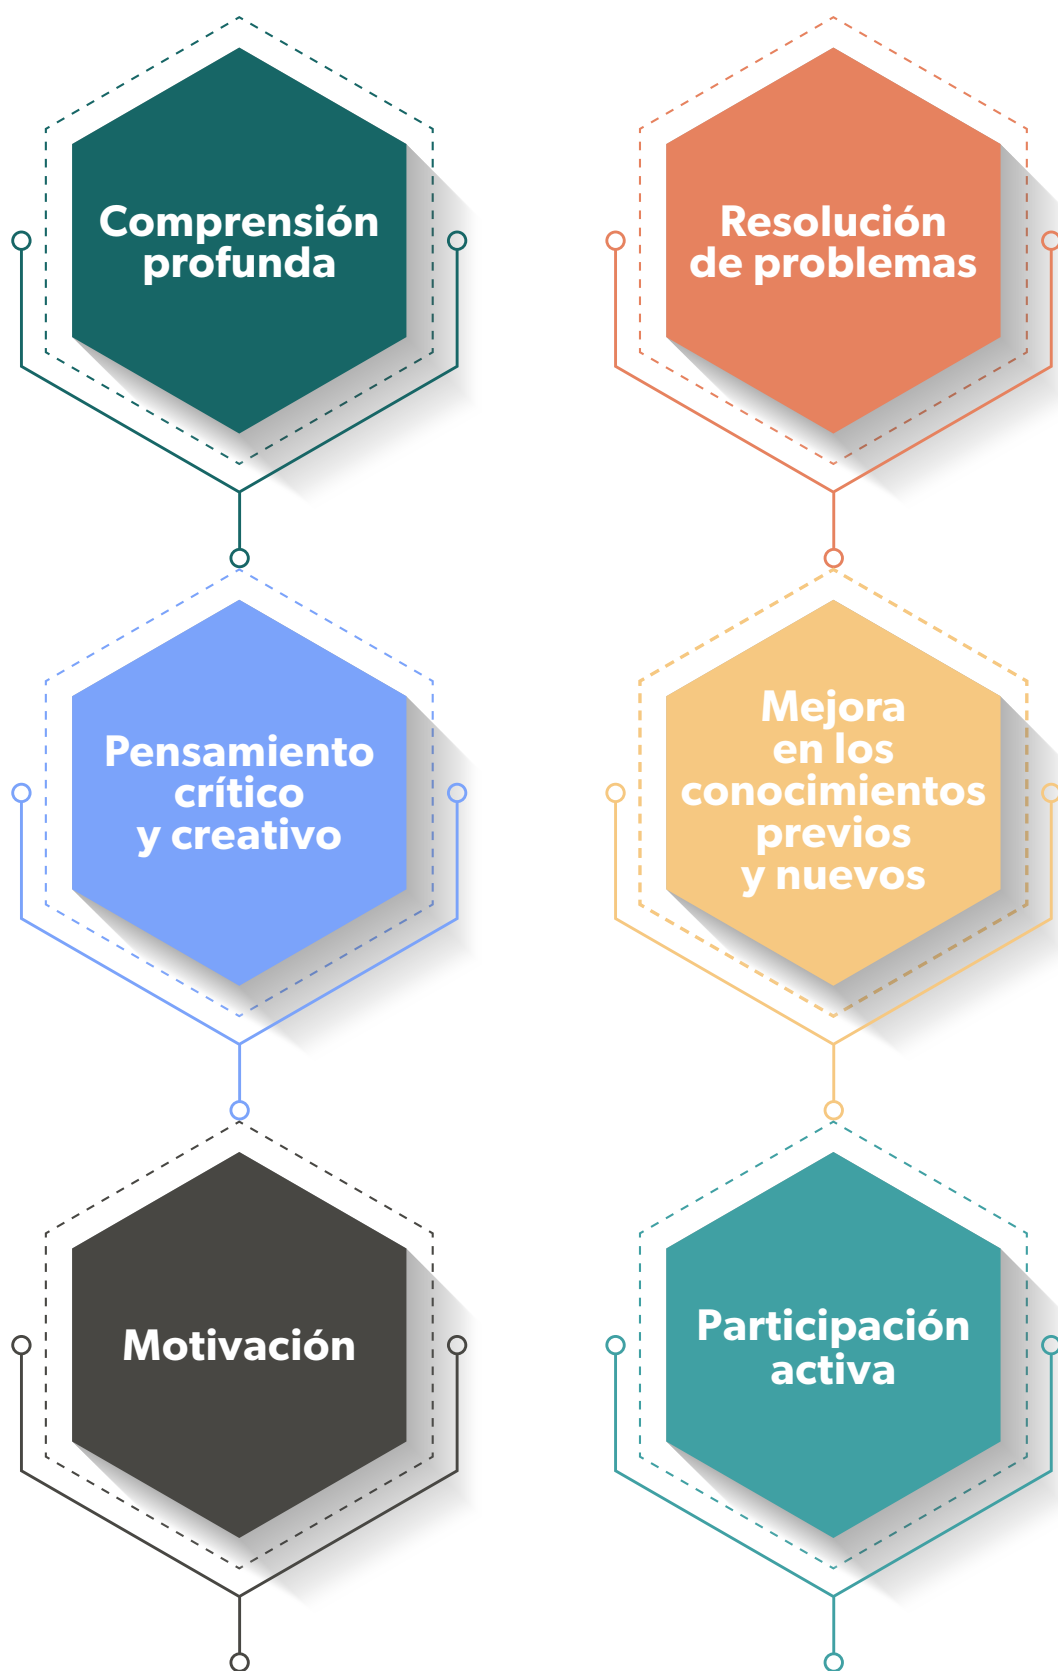 Comprensión
profunda
Resolución
de problemas
Pensamiento
crítico
y creativo
Mejora
en los
conocimientos
previos
y nuevos
Motivación
Participación
activa